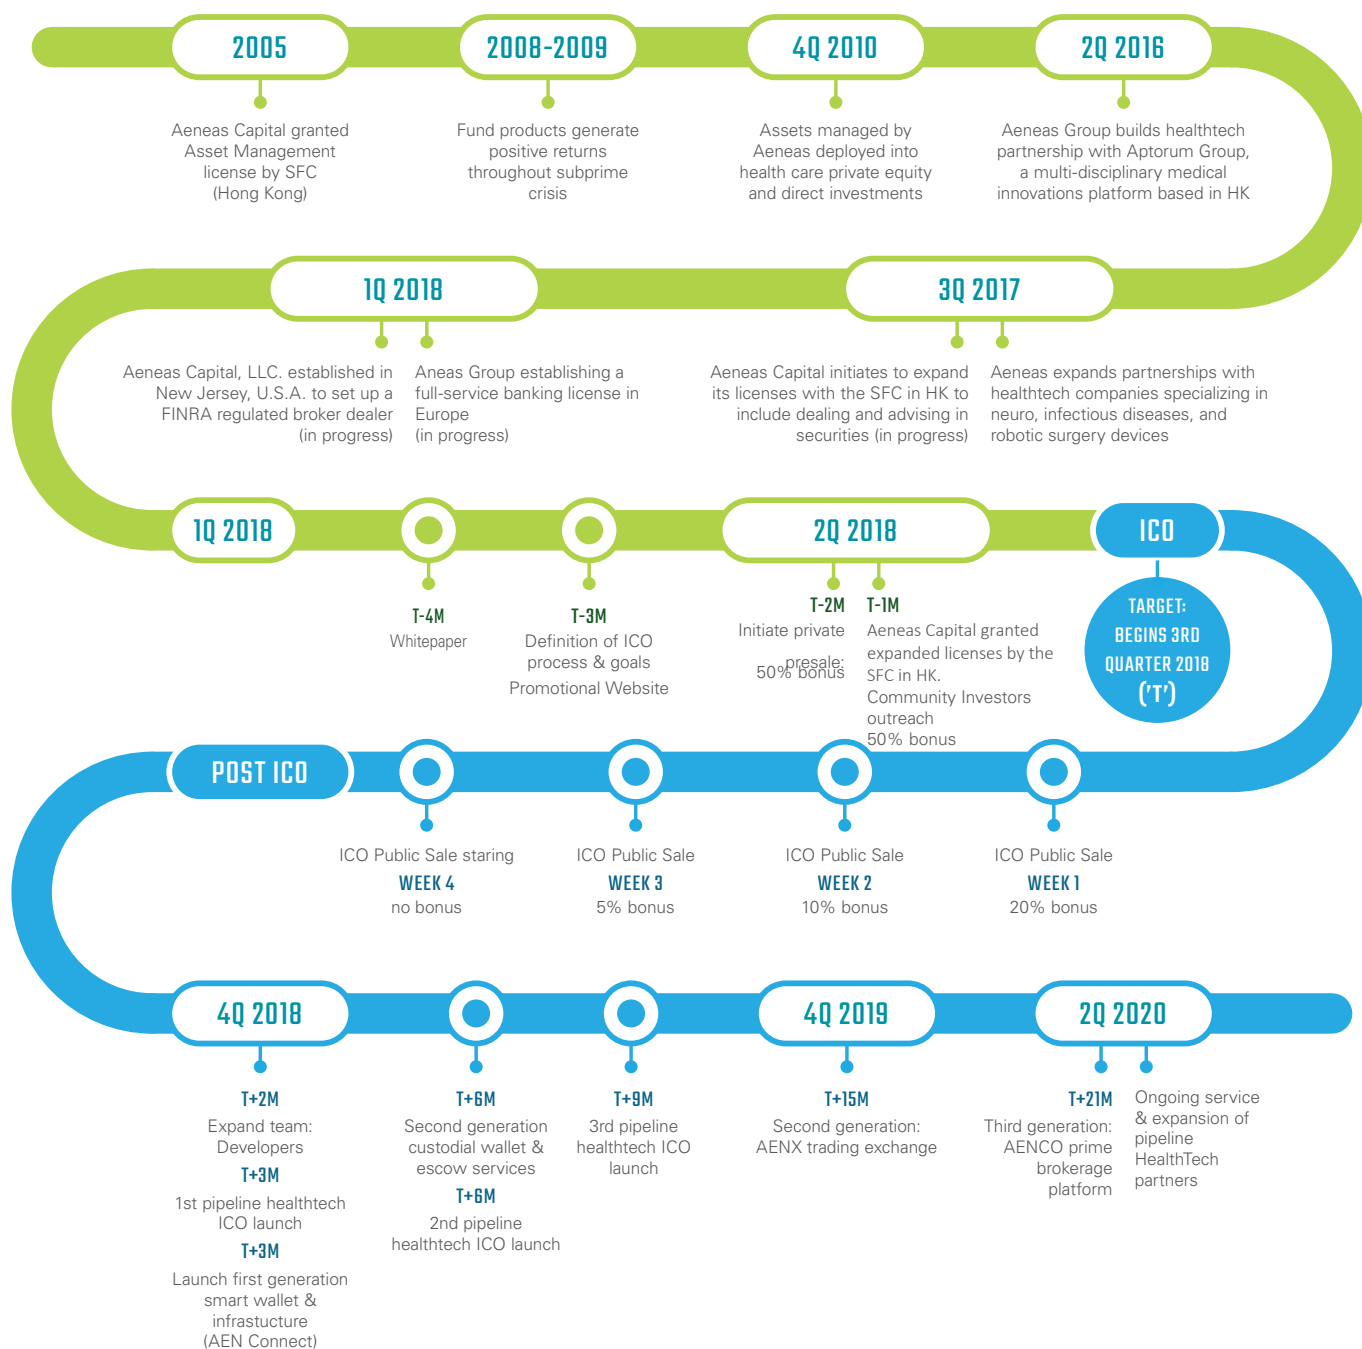 2005
Aeneas Capital granted
Asset Management
license by SFC
(Hong Kong)
2008-2009
Fund products generate
positive returns
throughout subprime
crisis
4Q 2010
Assets managed by
Aeneas deployed into
health care private equity
and direct investments
2Q 2016
Aeneas Group builds healthtech
partnership with Aptorum Group,
a multi-disciplinary medical
innovations platform based in HK
3Q 2017
Aeneas Capital initiates to expand
its licenses with the SFC in HK to
include dealing and advising in
securities (in progress)
Aeneas expands partnerships with
healthtech companies specializing in
neuro, infectious diseases, and
robotic surgery devices
1Q 2018
Aeneas Capital, LLC. established in
New Jersey, U.S.A. to set up a
FINRA regulated broker dealer
(in progress)
Aneas Group establishing a
full-service banking license in
Europe
(in progress)
1Q 2018
T-4M
Whitepaper
T-3M
Definition of ICO
process & goals
Promotional Website
2Q 2018
T-2M
Initiate private
presale:
50% bonus
T-1M
Aeneas Capital granted
expanded licenses by the
SFC in HK.
Community Investors
outreach
50% bonus
ICO
TARGET:
BEGINS 3RD
QUARTER 2018
('T')
ICO Public Sale
WEEK 1
20% bonus
ICO Public Sale
WEEK 2
10% bonus
ICO Public Sale
WEEK 3
5% bonus
ICO Public Sale staring
WEEK 4
no bonus
POST ICO
4Q 2018
T+2M
Expand team:
Developers
T+3M
1st pipeline healthtech
ICO launch
T+3M
Launch first generation
smart wallet &
infrastucture
(AEN Connect)
T+6M
Second generation
custodial wallet &
escow services
T+6M
2nd pipeline
healthtech ICO launch
T+9M
3rd pipeline
healthtech ICO
launch
4Q 2019
T+15M
Second generation:
AENX trading exchange
2Q 2020
T+21M
Third generation:
AENCO prime
brokerage
platform
Ongoing service
& expansion of
pipeline
HealthTech
partners